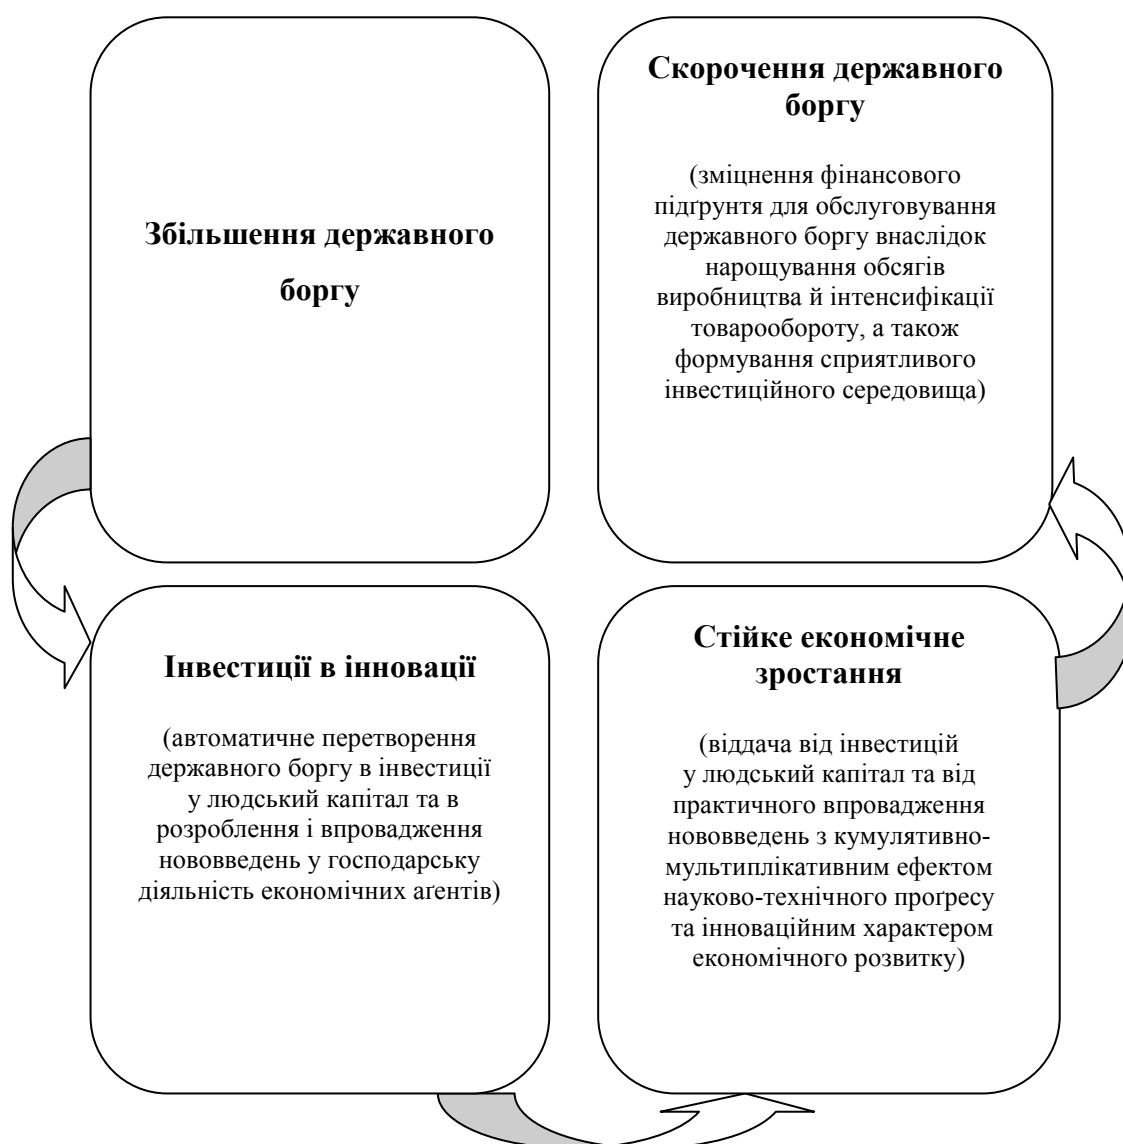 Збільшення державного
боргу
Інвестиції в інновації
(автоматичне перетворення
державного боргу в інвестиції
у людський капітал та в
розроблення і впровадження
нововведень у господарську
діяльність економічних аґентів)
Стійке економічне
зростання
(віддача від інвестицій
у людський капітал та від
практичного впровадження
нововведень з кумулятивно-
мультиплікативним ефектом
науково-технічного проґресу
та інноваційним характером
економічного розвитку)
Скорочення державного
боргу
(зміцнення фінансового
підґрунтя для обслуговування
державного боргу внаслідок
нарощування обсягів
виробництва й інтенсифікації
товарообороту, а також
формування сприятливого
інвестиційного середовища)